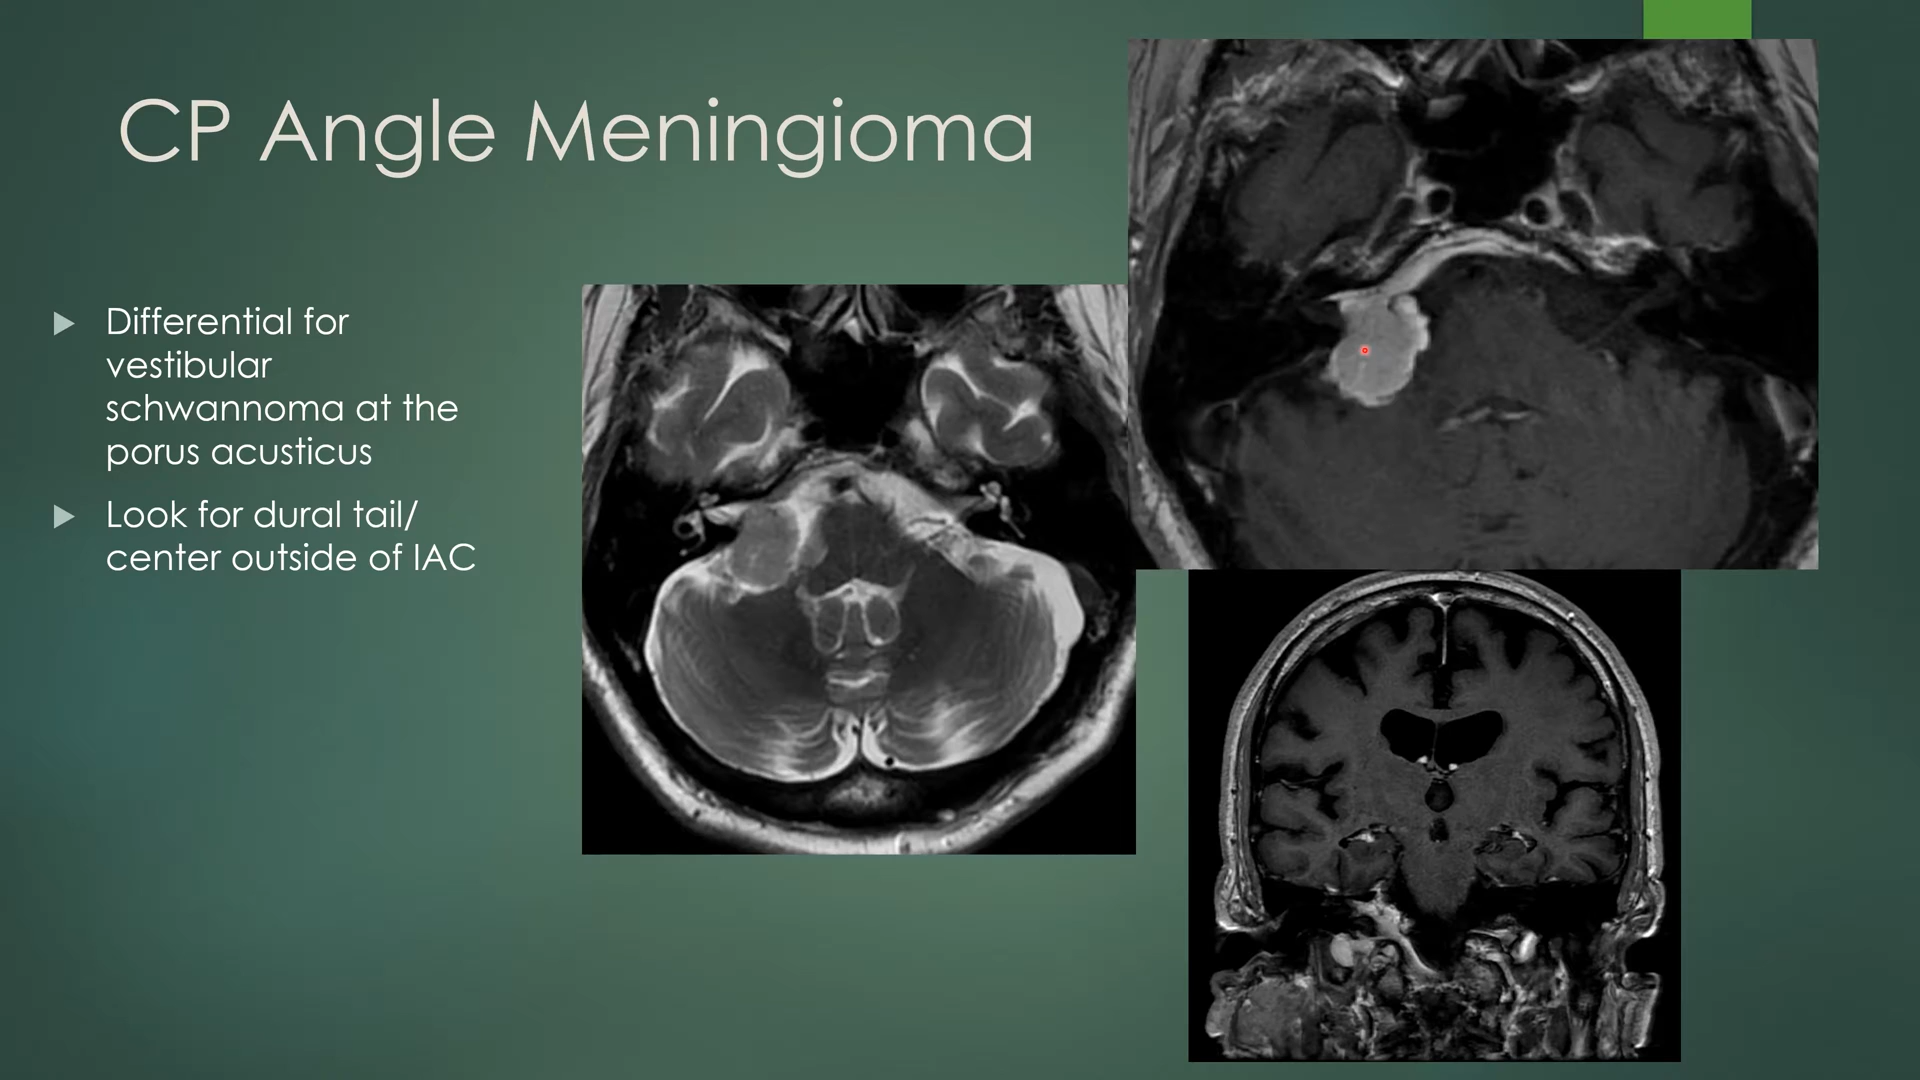 CP Angle Meningioma
Differential for
vestibular
schwannoma at the
porus acusticus
Look for dural tail/
center outside of IAC